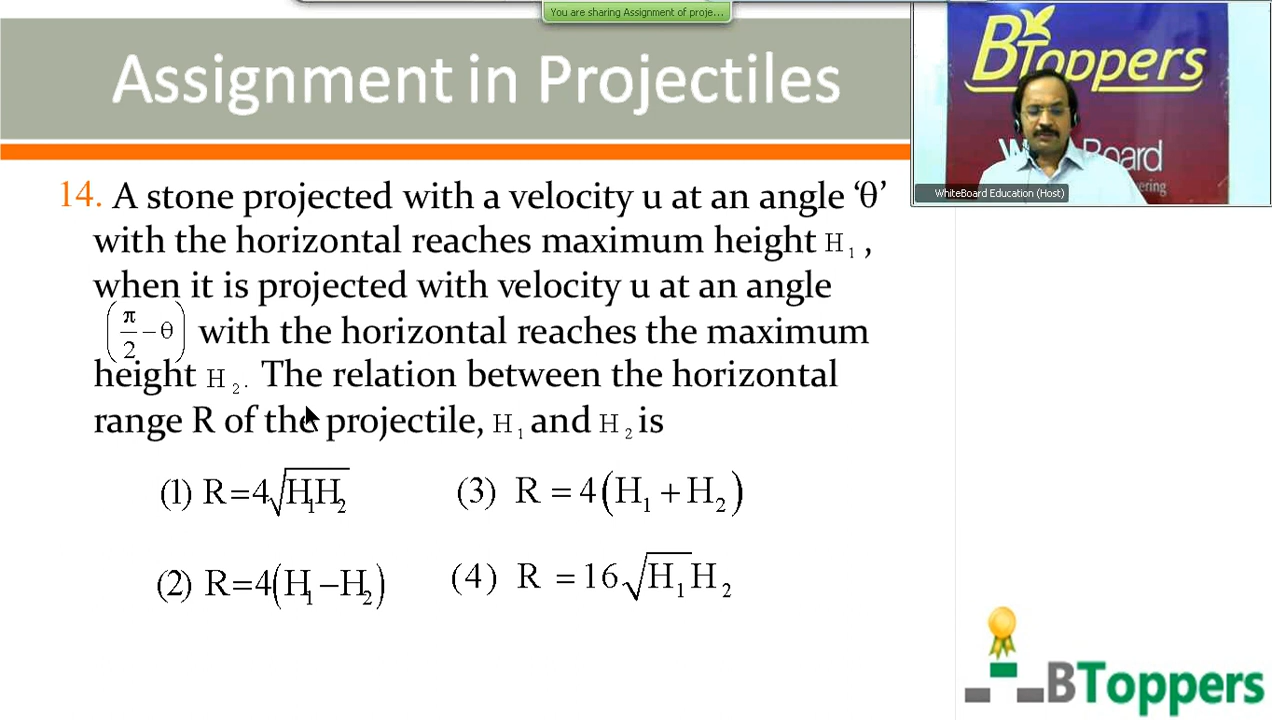 You are sharing Assignment of proje...
Assignment in Projectiles
BToppers
Board
WhiteBoard Education (Host)
14. A stone projected with a velocity u at an angle ‘θ’
with the horizontal reaches maximum height H₁ ,
when it is projected with velocity u at an angle
(π/2 − θ) with the horizontal reaches the maximum
height H₂. The relation between the horizontal
range R of the projectile, H₁ and H₂ is
(1) R=4√(H₁H₂)
(3) R = 4(H₁ + H₂)
(2) R=4(H₁−H₂)
(4) R = 16√H₁ H₂
BToppers